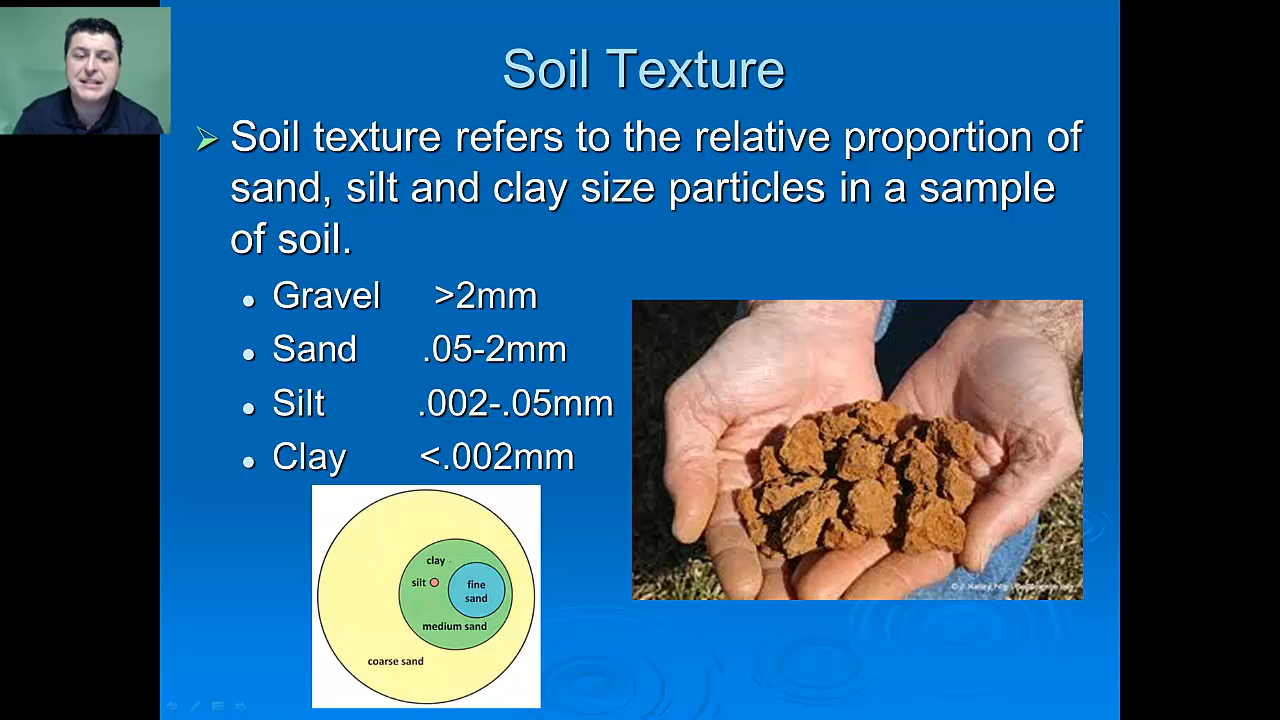 Soil Texture
Soil texture refers to the relative proportion of
sand, silt and clay size particles in a sample
of soil.
Gravel >2mm
Sand .05-2mm
Silt .002-.05mm
Clay <.002mm
clay
silt
fine
sand
medium sand
coarse sand